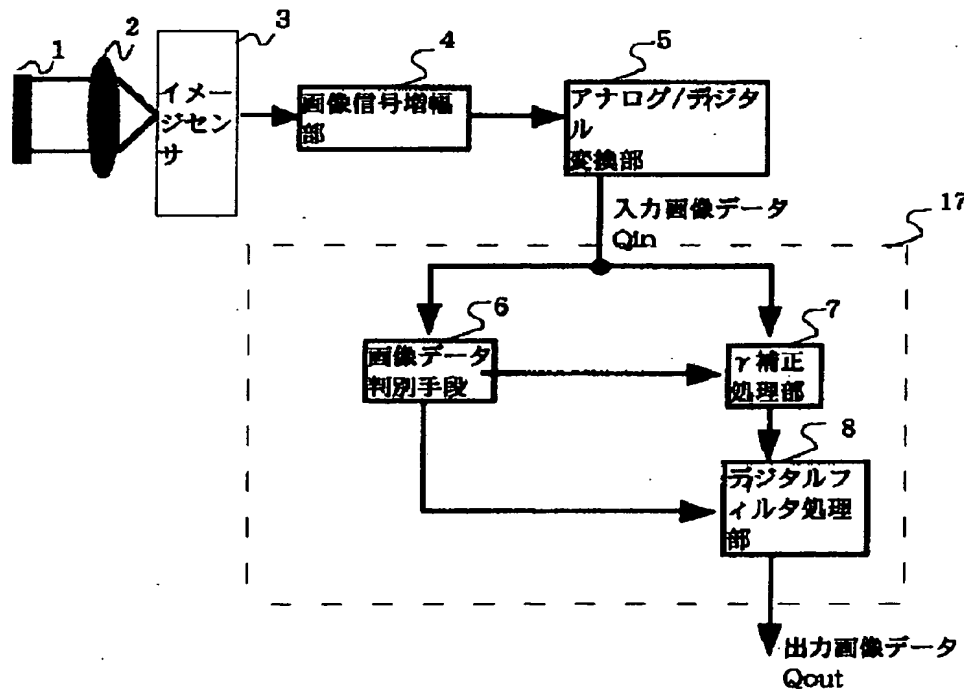 1
2
3
イメー
ジセン
サ
4
画像信号増幅
部
5
アナログ/ディジタ
ル
変換部
入力画像データ
Qin
17
6
画像データ
判別手段
7
γ補正
処理部
8
ディジタルフ
ィルタ処理
部
出力画像データ
Qout